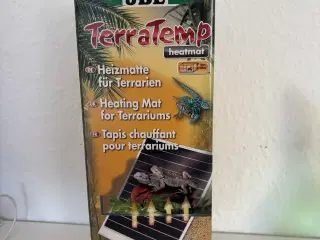 JBL
TerraTemp
heatmat
Heizmatte
für Terrarien
Heating Mat
for Terrariums
Tapis chauffant
pour terrariums